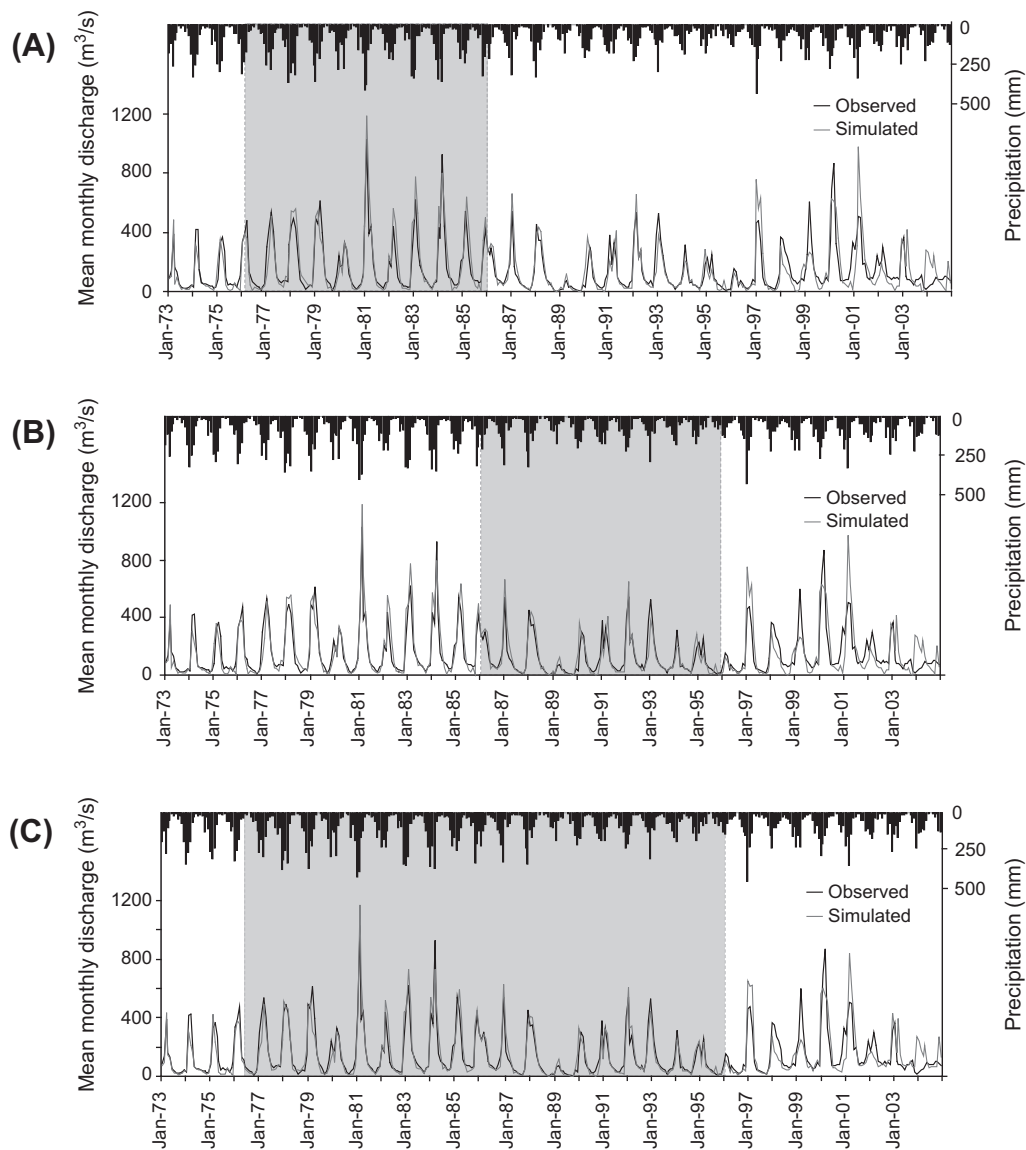 (A)
Mean monthly discharge (m³/s)
1200
800
400
0
0
250
500
Precipitation (mm)
Observed
Simulated
Jan-73
Jan-75
Jan-77
Jan-79
Jan-81
Jan-83
Jan-85
Jan-87
Jan-89
Jan-91
Jan-93
Jan-95
Jan-97
Jan-99
Jan-01
Jan-03
(B)
Mean monthly discharge (m³/s)
1200
800
400
0
0
250
500
Precipitation (mm)
Observed
Simulated
Jan-73
Jan-75
Jan-77
Jan-79
Jan-81
Jan-83
Jan-85
Jan-87
Jan-89
Jan-91
Jan-93
Jan-95
Jan-97
Jan-99
Jan-01
Jan-03
(C)
Mean monthly discharge (m³/s)
1200
800
400
0
0
250
500
Precipitation (mm)
Observed
Simulated
Jan-73
Jan-75
Jan-77
Jan-79
Jan-81
Jan-83
Jan-85
Jan-87
Jan-89
Jan-91
Jan-93
Jan-95
Jan-97
Jan-99
Jan-01
Jan-03